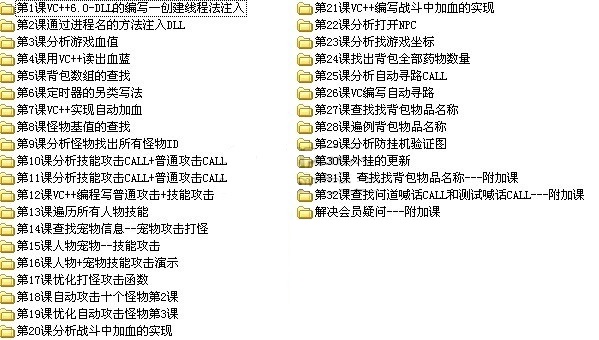 第1课VC++6.0-DLL的编写一创建线程法注入
第2课通过进程名的方法注入DLL
第3课分析游戏血值
第4课用VC++读出血蓝
第5课背包数组的查找
第6课定时器的另类写法
第7课VC++实现自动加血
第8课怪物基值的查找
第9课分析怪物找出所有怪物ID
第10课分析技能攻击CALL+普通攻击CALL
第11课分析技能攻击CALL+普通攻击CALL
第12课VC++编程写普通攻击+技能攻击
第13课遍历所有人物技能
第14课查找宠物信息--宠物攻击打怪
第15课人物宠物--技能攻击
第16课人物+宠物技能攻击演示
第17课优化打怪攻击函数
第18课自动攻击十个怪物第2课
第19课优化自动攻击怪物第3课
第20课分析战斗中加血的实现
第21课VC++编写战斗中加血的实现
第22课分析打开NPC
第23课分析找游戏坐标
第24课找出背包全部药物数量
第25课分析自动寻路CALL
第26课VC编写自动寻路
第27课查找找背包物品名称
第28课遍例背包物品名称
第29课分析防挂机验证图
第30课外挂的更新
第31课 查找找背包物品名称---附加课
第32课查找问道喊话CALL和测试喊话CALL---附加课
解决会员疑问---附加课